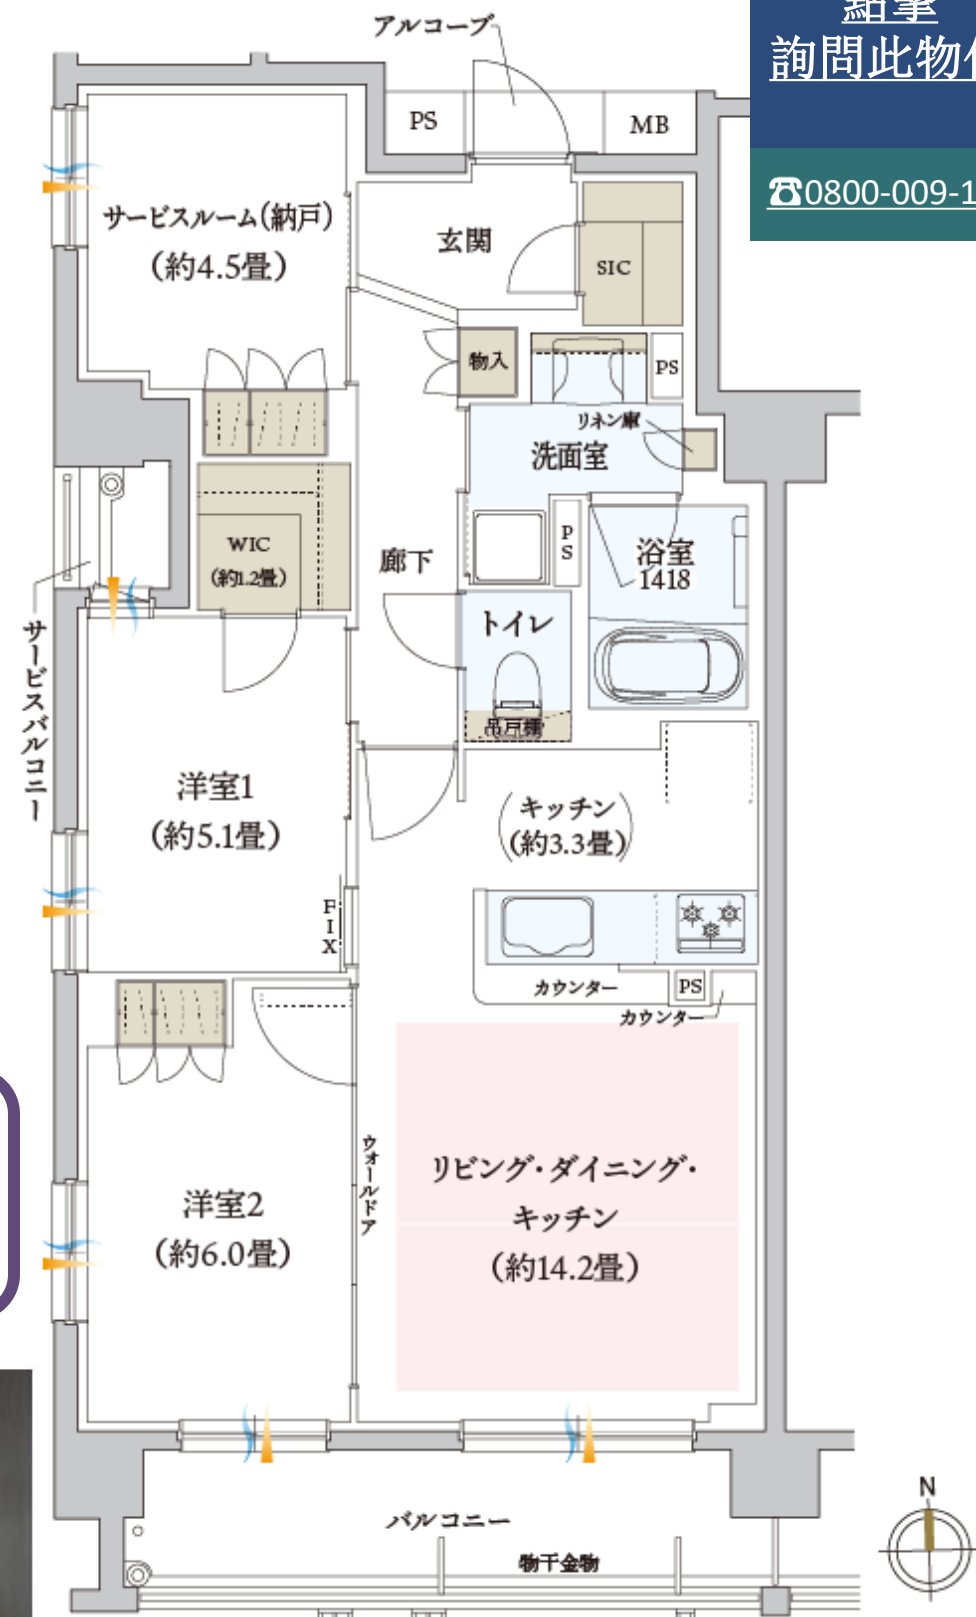 點擊
詢問此物
☎0800-009-1
アルコーブ
PS
MB
サービスルーム(納戸)
(約4.5畳)
玄関
SIC
物入
PS
リネン庫
洗面室
WIC
(約1.2畳)
廊下
PS
浴室
1418
トイレ
吊戸棚
サービスバルコニー
洋室1
(約5.1畳)
キッチン
(約3.3畳)
FIX
カウンター
PS
カウンター
ウォールドア
リビング・ダイニング・
キッチン
(約14.2畳)
洋室2
(約6.0畳)
バルコニー
物干金物
N